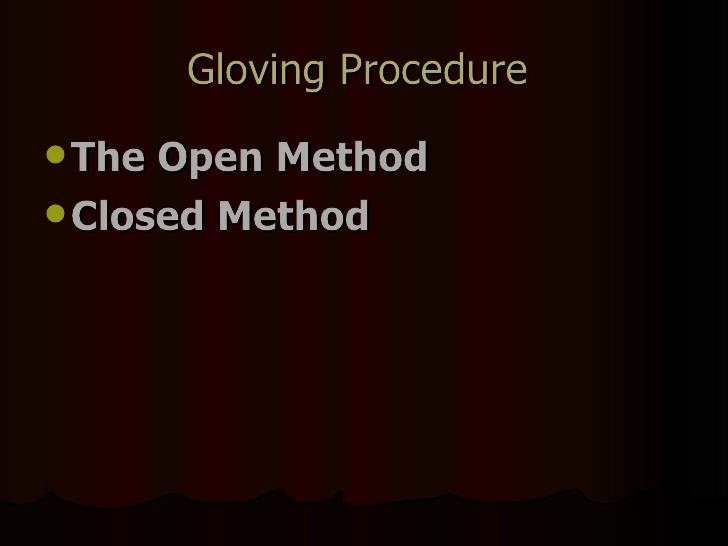 Gloving Procedure
The Open Method
Closed Method